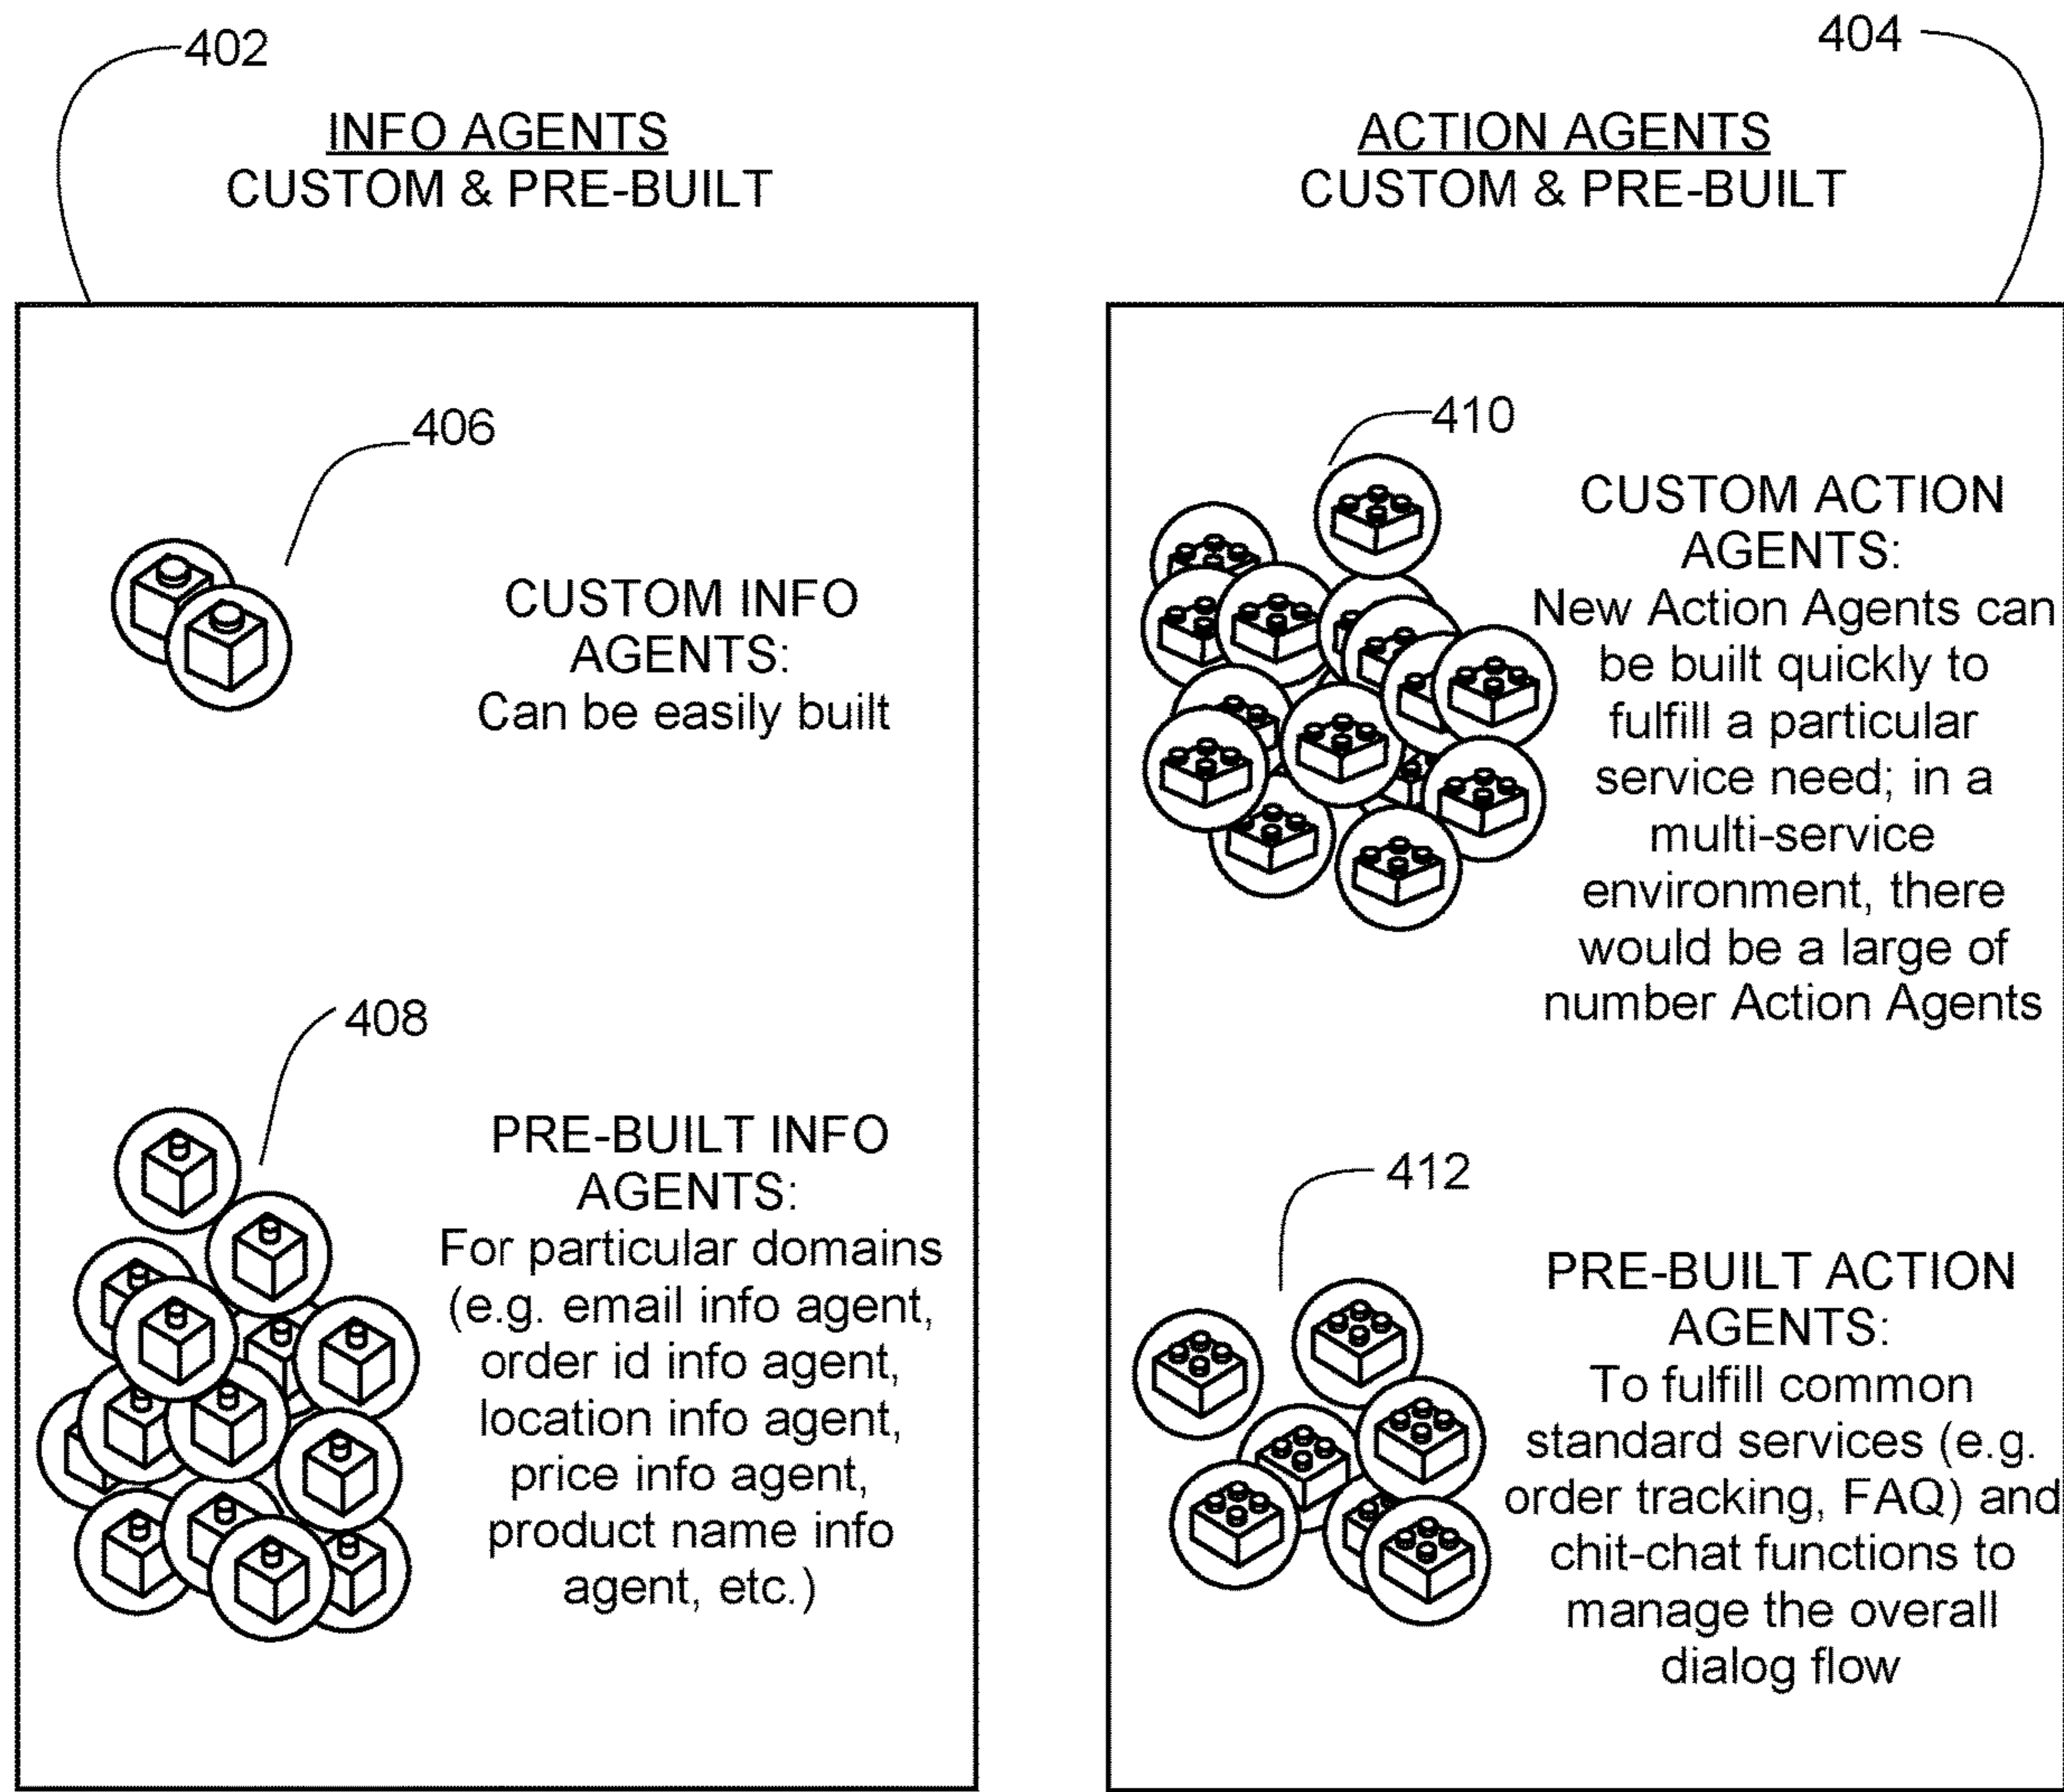 402
INFO AGENTS
CUSTOM & PRE-BUILT
406
CUSTOM INFO
AGENTS:
Can be easily built
408
PRE-BUILT INFO
AGENTS:
For particular domains
(e.g. email info agent,
order id info agent,
location info agent,
price info agent,
product name info
agent, etc.)
404
ACTION AGENTS
CUSTOM & PRE-BUILT
410
CUSTOM ACTION
AGENTS:
New Action Agents can
be built quickly to
fulfill a particular
service need; in a
multi-service
environment, there
would be a large of
number Action Agents
412
PRE-BUILT ACTION
AGENTS:
To fulfill common
standard services (e.g.
order tracking, FAQ) and
chit-chat functions to
manage the overall
dialog flow